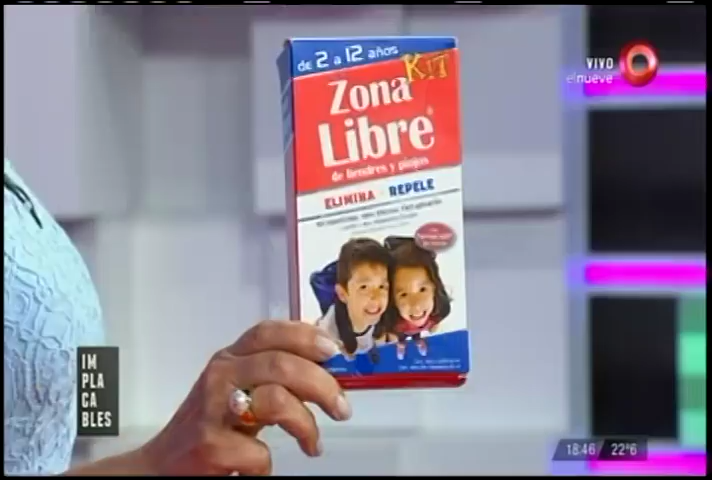 de 2 a 12 años
KIT
Zona
Libre
de liendres y piojos
ELIMINA REPELE
VIVO
elnueve
IM
PLA
CA
BLES
18:46 22°6